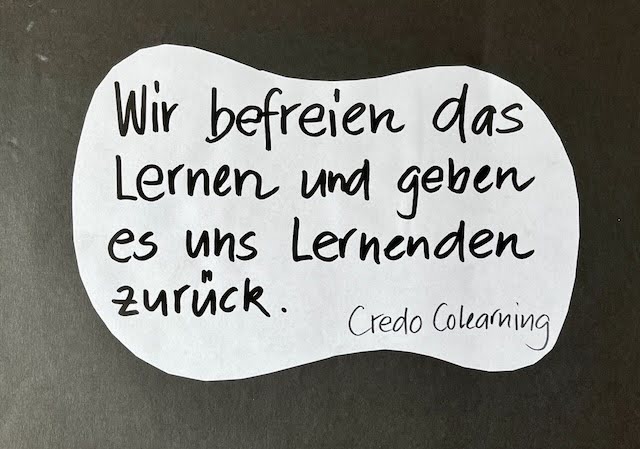 Wir befreien das
Lernen und geben
es uns Lernenden
zurück.
Credo Colearning